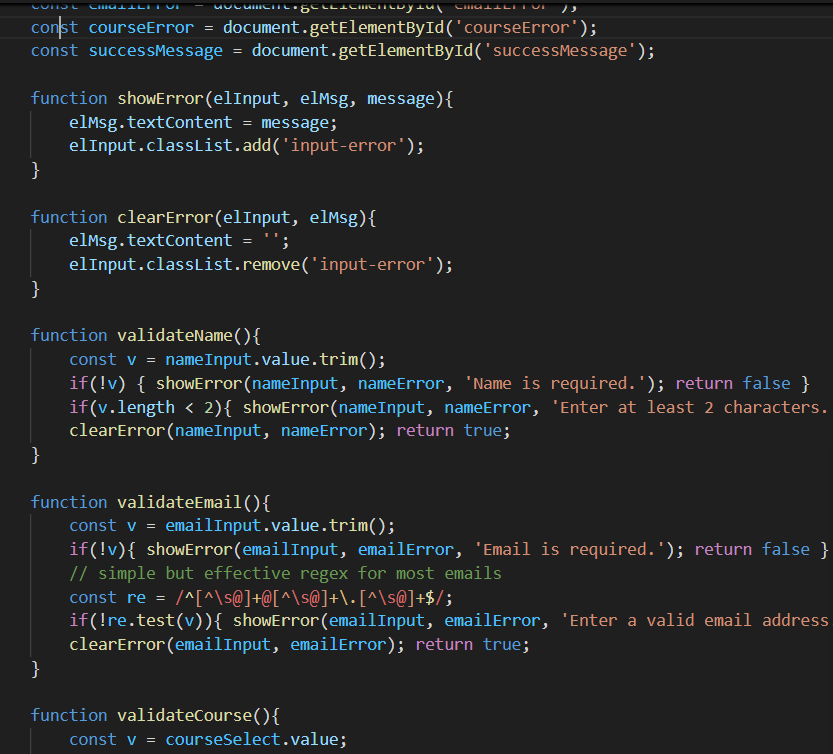 const emailError = document.getElementById('emailError');
const courseError = document.getElementById('courseError');
const successMessage = document.getElementById('successMessage');
function showError(elInput, elMsg, message){
elMsg.textContent = message;
elInput.classList.add('input-error');
}
function clearError(elInput, elMsg){
elMsg.textContent = '';
elInput.classList.remove('input-error');
}
function validateName(){
const v = nameInput.value.trim();
if(!v) { showError(nameInput, nameError, 'Name is required.'); return false }
if(v.length < 2){ showError(nameInput, nameError, 'Enter at least 2 characters.
clearError(nameInput, nameError); return true;
}
function validateEmail(){
const v = emailInput.value.trim();
if(!v){ showError(emailInput, emailError, 'Email is required.'); return false }
// simple but effective regex for most emails
const re = /^[^\s@]+@[^\s@]+\.[^\s@]+$/;
if(!re.test(v)){ showError(emailInput, emailError, 'Enter a valid email address
clearError(emailInput, emailError); return true;
}
function validateCourse(){
const v = courseSelect.value;